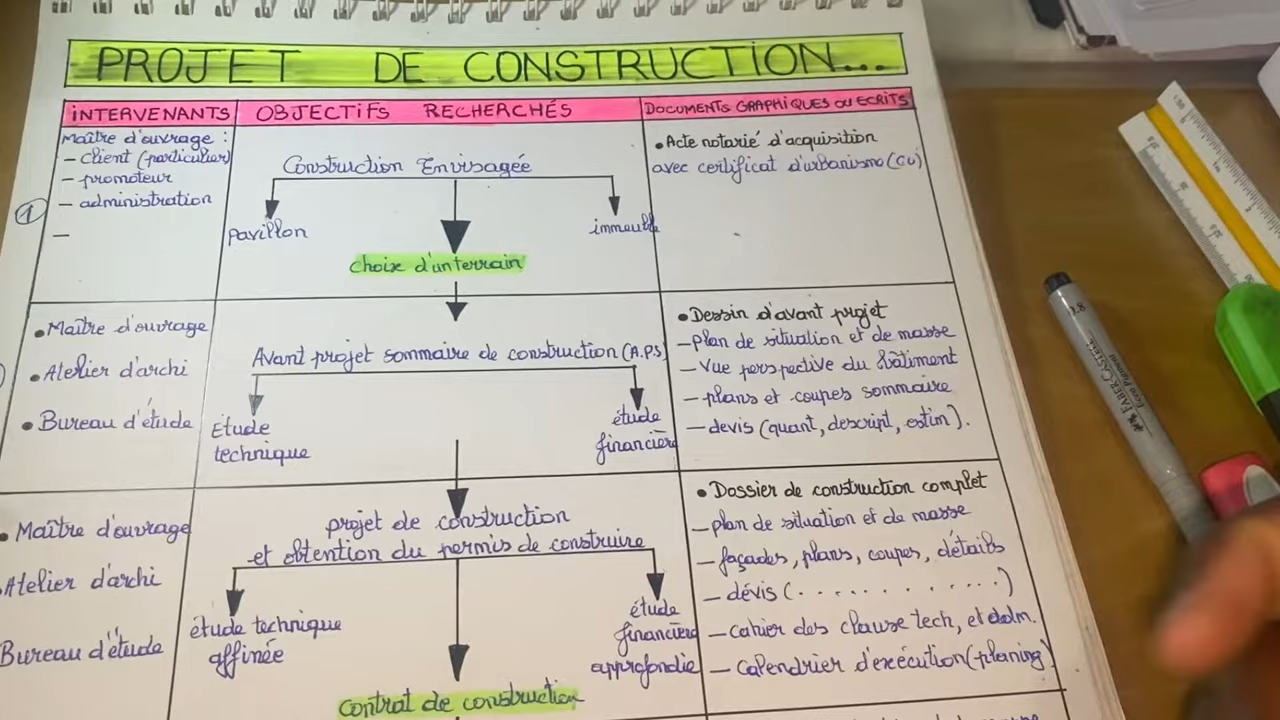 PROJET DE CONSTRUCTION...
INTERVENANTS
OBJECTIFS RECHERCHÉS
DOCUMENTS GRAPHIQUES OU ECRITS
1
Maître d'ouvrage :
- client (particulier)
- promoteur
- administration
-
Construction Envisagée
pavillon
immeuble
choix d'un terrain
• Acte notarié d'acquisition
avec certificat d'urbanisme (CU)
• Maître d'ouvrage
• Atelier d'archi
• Bureau d'étude
Avant projet sommaire de construction (A.P.S)
Etude
technique
étude
financière
• Dessin d'avant projet
- plan de situation et de masse
- Vue perspective du bâtiment
- plans et coupes sommaire
- devis (quant, descript, estim).
• Maître d'ouvrage
Atelier d'archi
Bureau d'étude
projet de construction
et obtention du permis de construire
étude technique
affinée
étude
financière
approfondie
contrat de construction
• Dossier de construction complet
- plan de situation et de masse
- façades, plans, coupes, détails
- dévis (. . . . . . . . . .)
- Cahier des clause tech, et adm.
- Calendrier d'exécution (planing)
FABER-CASTELL